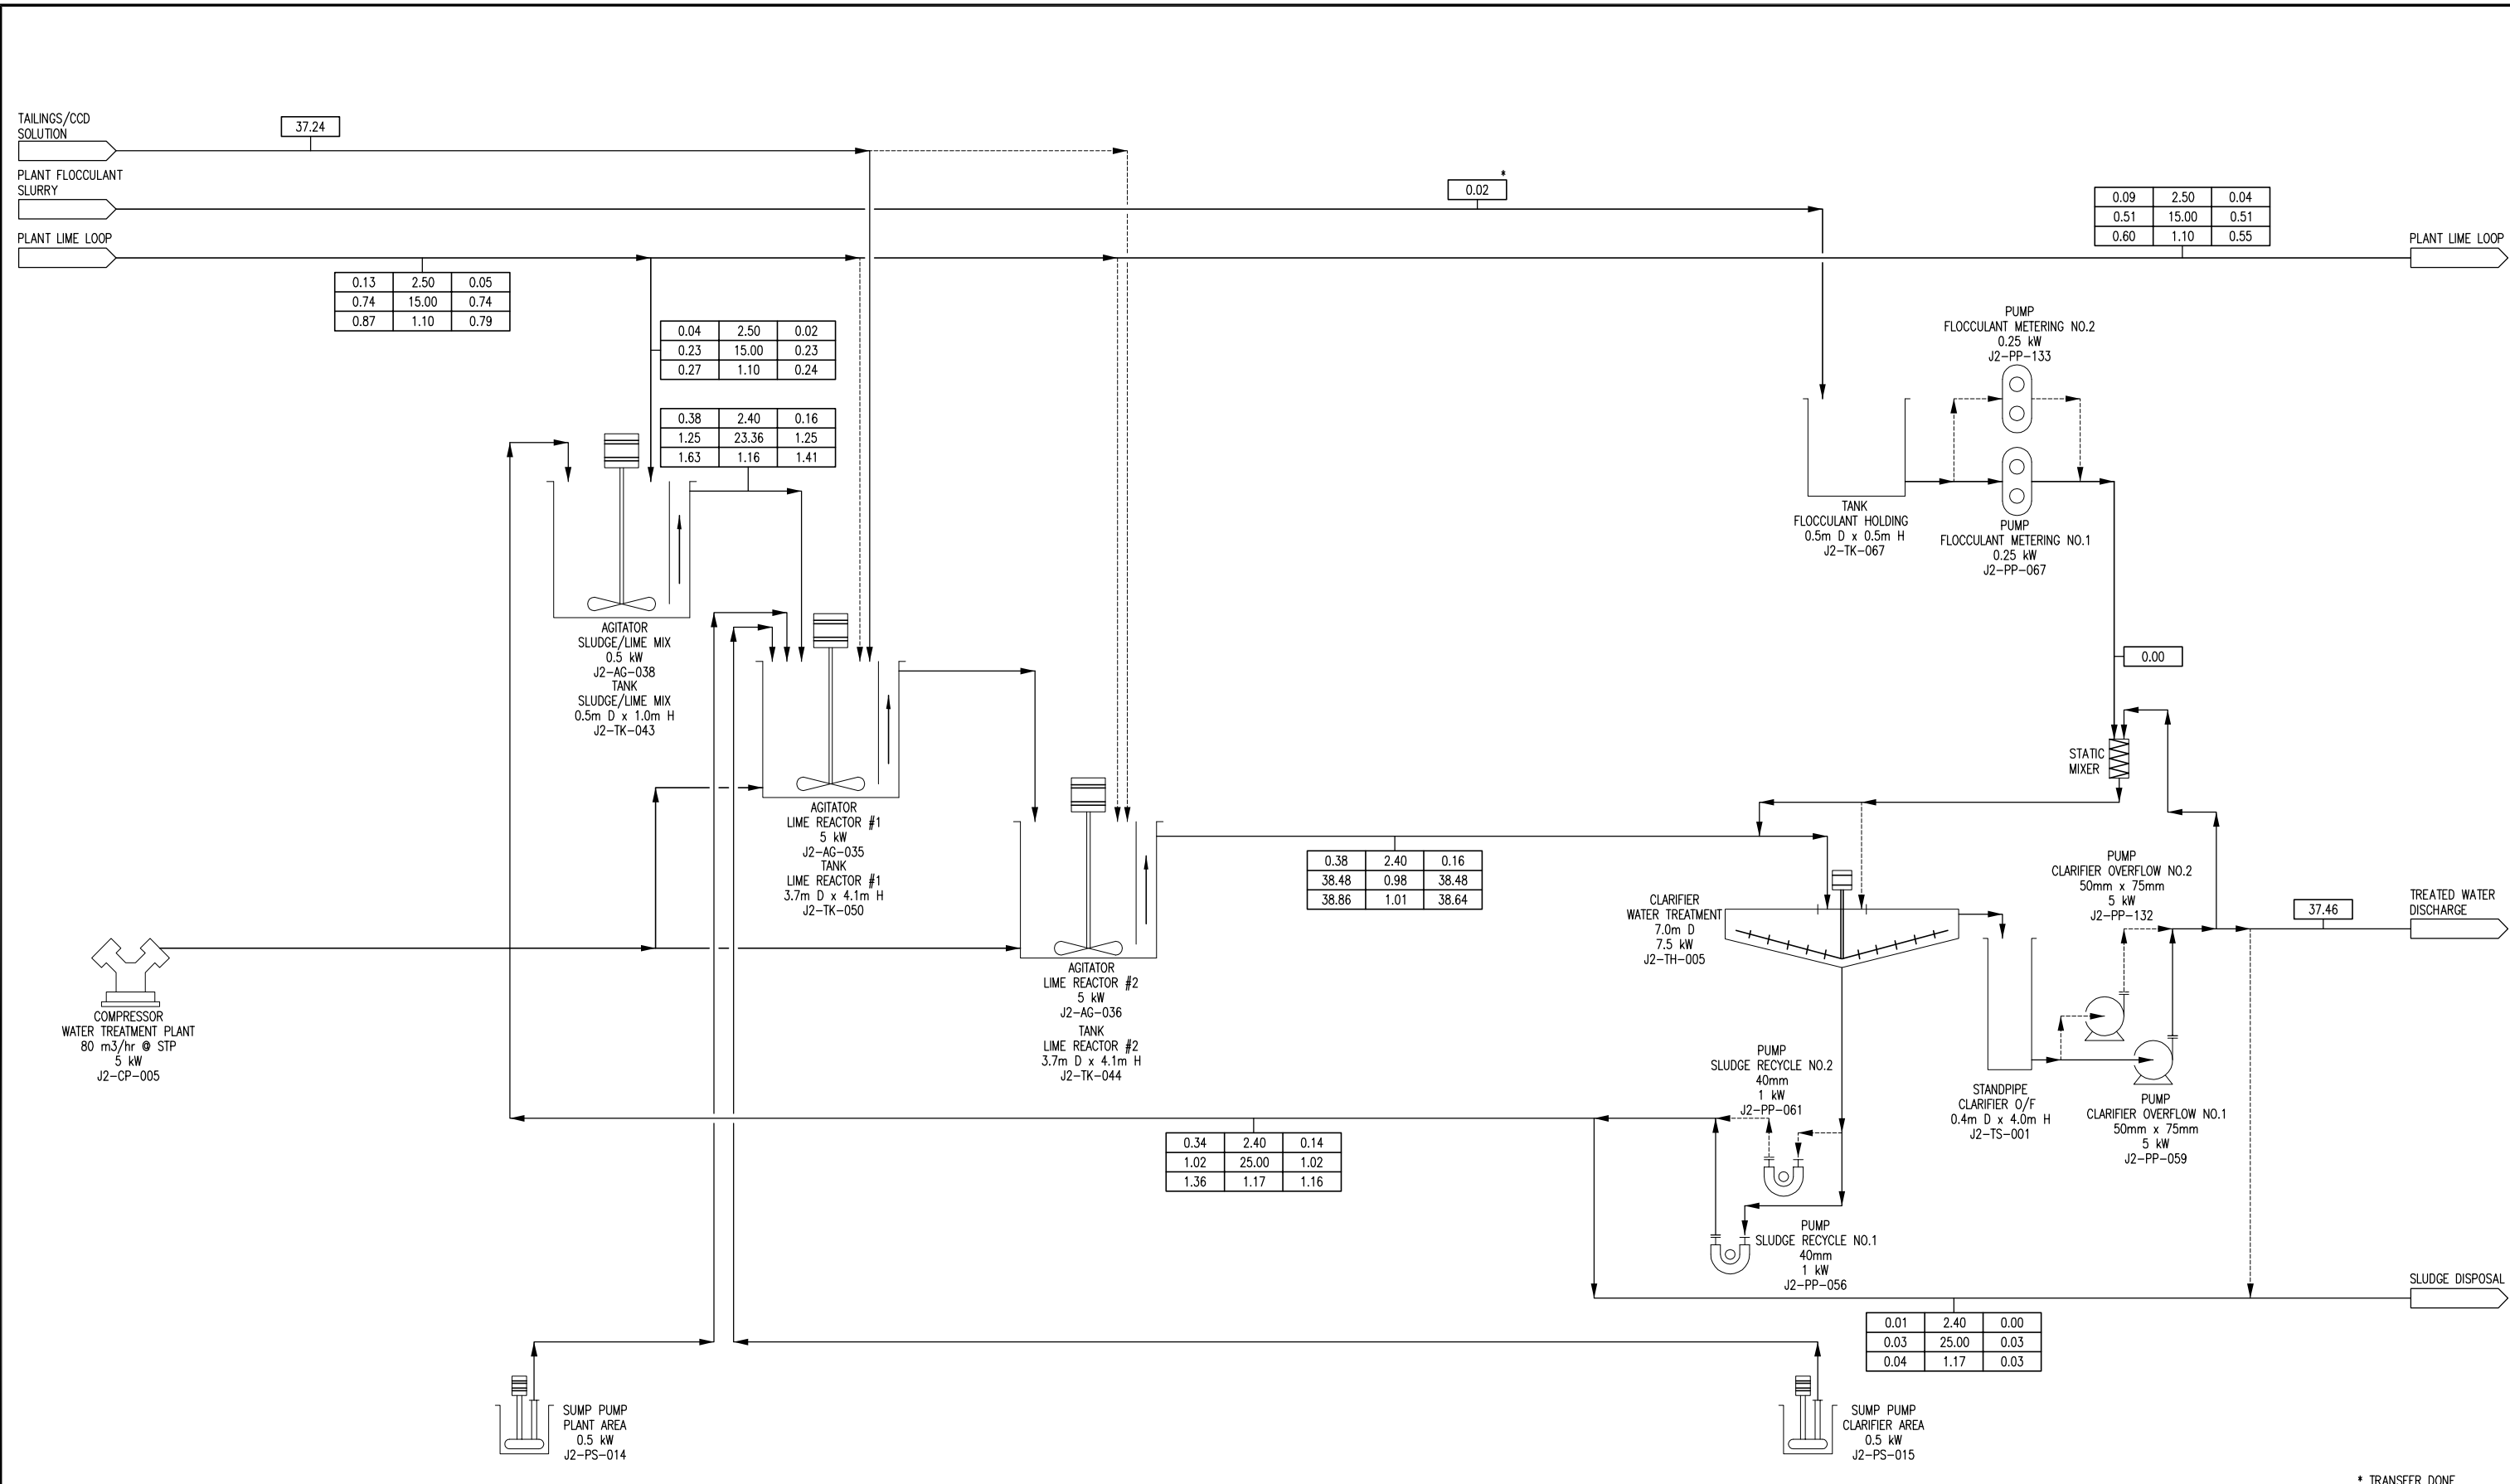 TAILINGS/CCD
SOLUTION
37.24
PLANT FLOCCULANT
SLURRY
0.02
*
PLANT LIME LOOP
0.13 2.50 0.05
0.74 15.00 0.74
0.87 1.10 0.79
0.09 2.50 0.04
0.51 15.00 0.51
0.60 1.10 0.55
PLANT LIME LOOP
0.04 2.50 0.02
0.23 15.00 0.23
0.27 1.10 0.24
0.38 2.40 0.16
1.25 23.36 1.25
1.63 1.16 1.41
PUMP
FLOCCULANT METERING NO.2
0.25 kW
J2-PP-133
TANK
FLOCCULANT HOLDING
0.5m D x 0.5m H
J2-TK-067
PUMP
FLOCCULANT METERING NO.1
0.25 kW
J2-PP-067
AGITATOR
SLUDGE/LIME MIX
0.5 kW
J2-AG-038
TANK
SLUDGE/LIME MIX
0.5m D x 1.0m H
J2-TK-043
0.00
STATIC
MIXER
AGITATOR
LIME REACTOR #1
5 kW
J2-AG-035
TANK
LIME REACTOR #1
3.7m D x 4.1m H
J2-TK-050
0.38 2.40 0.16
38.48 0.98 38.48
38.86 1.01 38.64
CLARIFIER
WATER TREATMENT
7.0m D
7.5 kW
J2-TH-005
PUMP
CLARIFIER OVERFLOW NO.2
50mm x 75mm
5 kW
J2-PP-132
37.46
TREATED WATER
DISCHARGE
AGITATOR
LIME REACTOR #2
5 kW
J2-AG-036
TANK
LIME REACTOR #2
3.7m D x 4.1m H
J2-TK-044
COMPRESSOR
WATER TREATMENT PLANT
80 m3/hr @ STP
5 kW
J2-CP-005
PUMP
SLUDGE RECYCLE NO.2
40mm
1 kW
J2-PP-061
STANDPIPE
CLARIFIER O/F
0.4m D x 4.0m H
J2-TS-001
PUMP
CLARIFIER OVERFLOW NO.1
50mm x 75mm
5 kW
J2-PP-059
0.34 2.40 0.14
1.02 25.00 1.02
1.36 1.17 1.16
PUMP
SLUDGE RECYCLE NO.1
40mm
1 kW
J2-PP-056
SLUDGE DISPOSAL
0.01 2.40 0.00
0.03 25.00 0.03
0.04 1.17 0.03
SUMP PUMP
PLANT AREA
0.5 kW
J2-PS-014
SUMP PUMP
CLARIFIER AREA
0.5 kW
J2-PS-015
* TRANSFER DONE